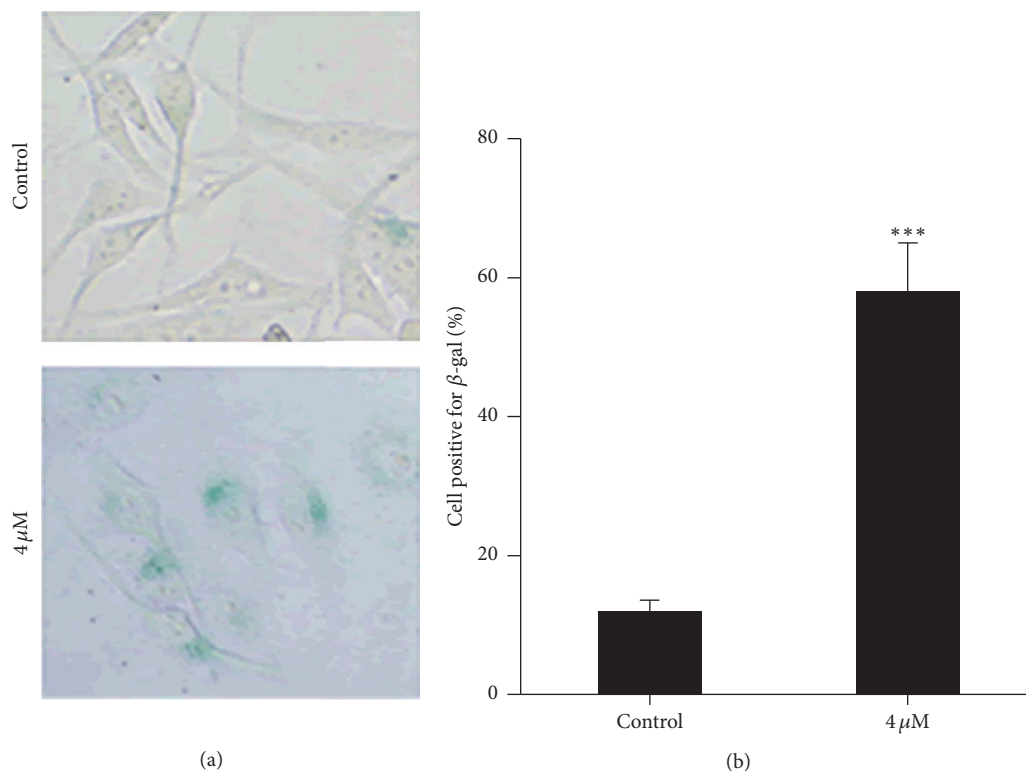 Control
4 μM
(a)
Cell positive for β-gal (%)
80
60
40
20
0
***
Control
4 μM
(b)